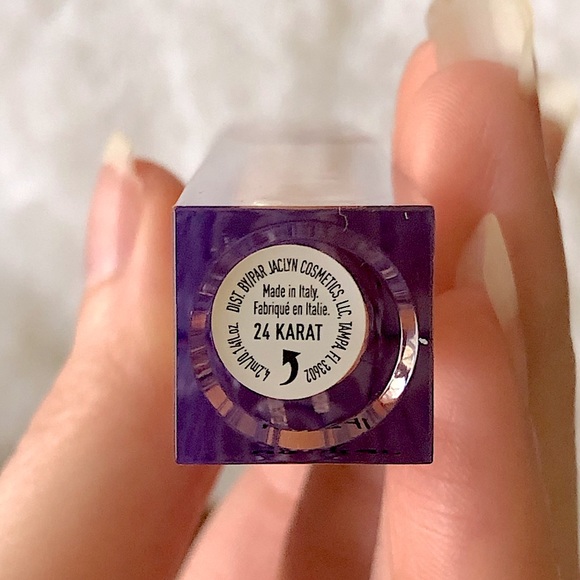 DIST. BY/PAR JACLYN COSMETICS, LLC, TAMPA, FL 33602
Made in Italy.
Fabriqué en Italie.
24 KARAT
4.2ml/0.14fl.oz